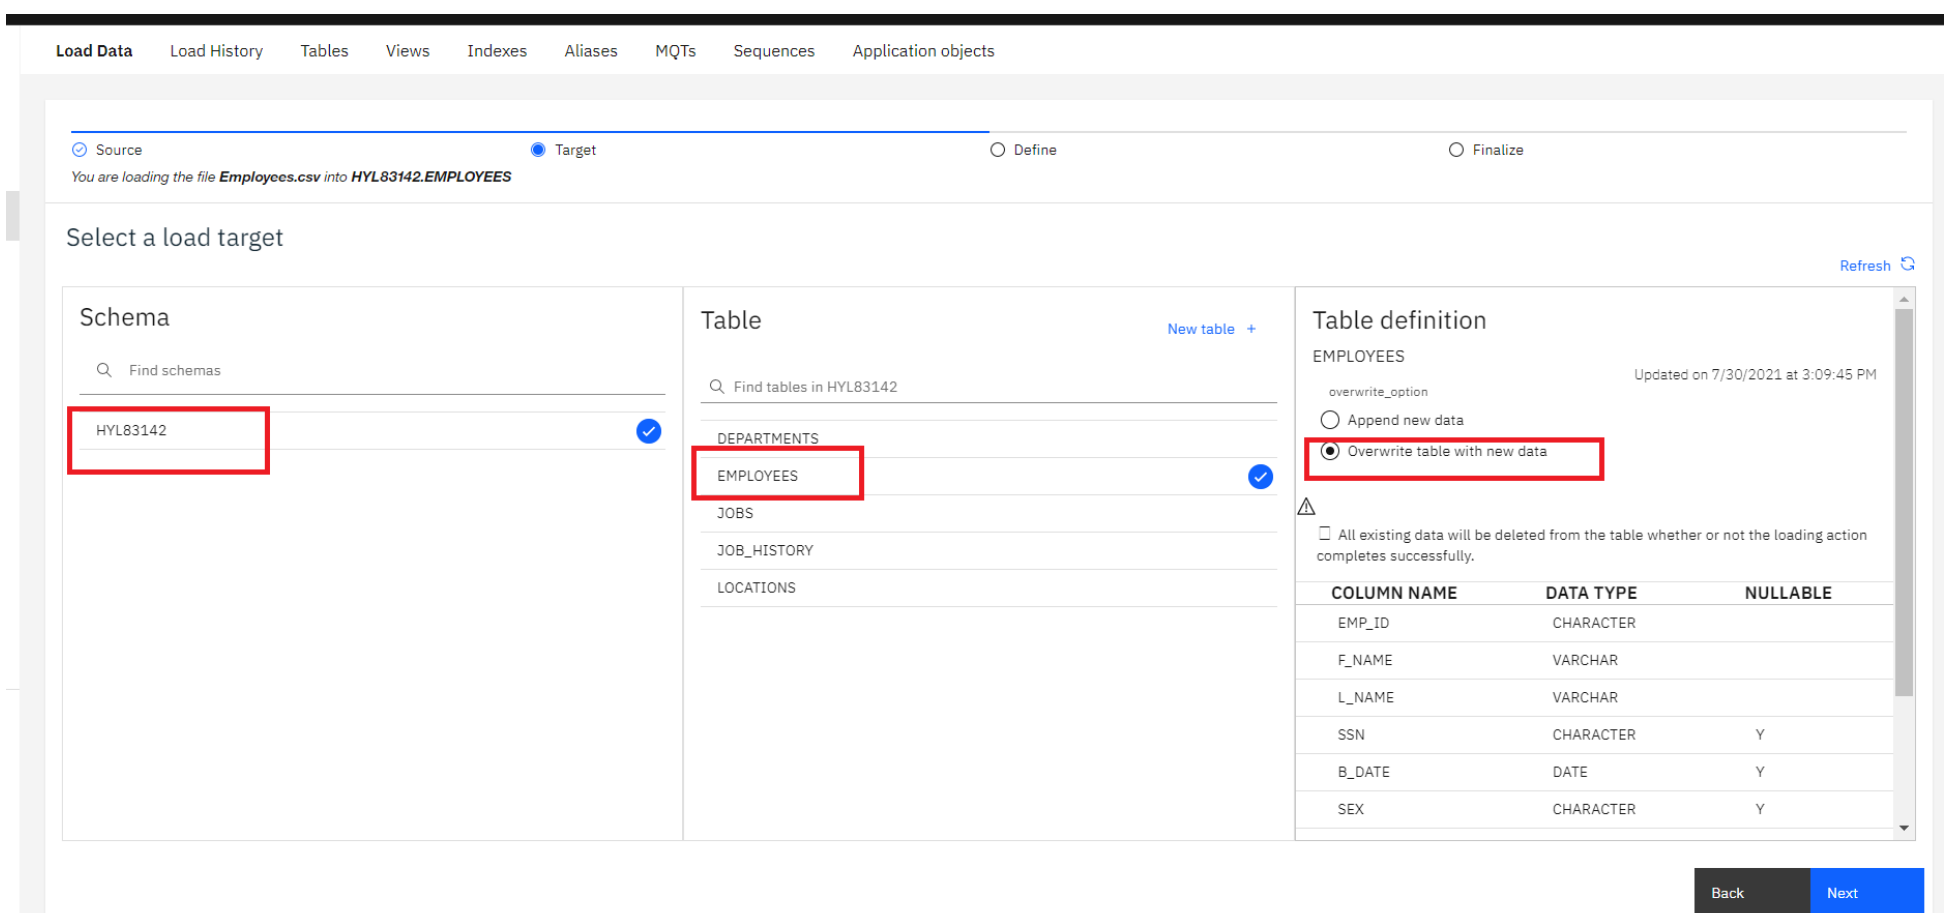 Load Data Load History Tables Views Indexes Aliases MQTs Sequences Application objects
Source Target Define Finalize
You are loading the file Employees.csv into HYL83142.EMPLOYEES
Select a load target
Refresh
Schema
Find schemas
HYL83142
Table
New table +
Find tables in HYL83142
DEPARTMENTS
EMPLOYEES
JOBS
JOB_HISTORY
LOCATIONS
Table definition
EMPLOYEES
Updated on 7/30/2021 at 3:09:45 PM
overwrite_option
Append new data
Overwrite table with new data
All existing data will be deleted from the table whether or not the loading action
completes successfully.
COLUMN NAME DATA TYPE NULLABLE
EMP_ID CHARACTER
F_NAME VARCHAR
L_NAME VARCHAR
SSN CHARACTER Y
B_DATE DATE Y
SEX CHARACTER Y
Back Next